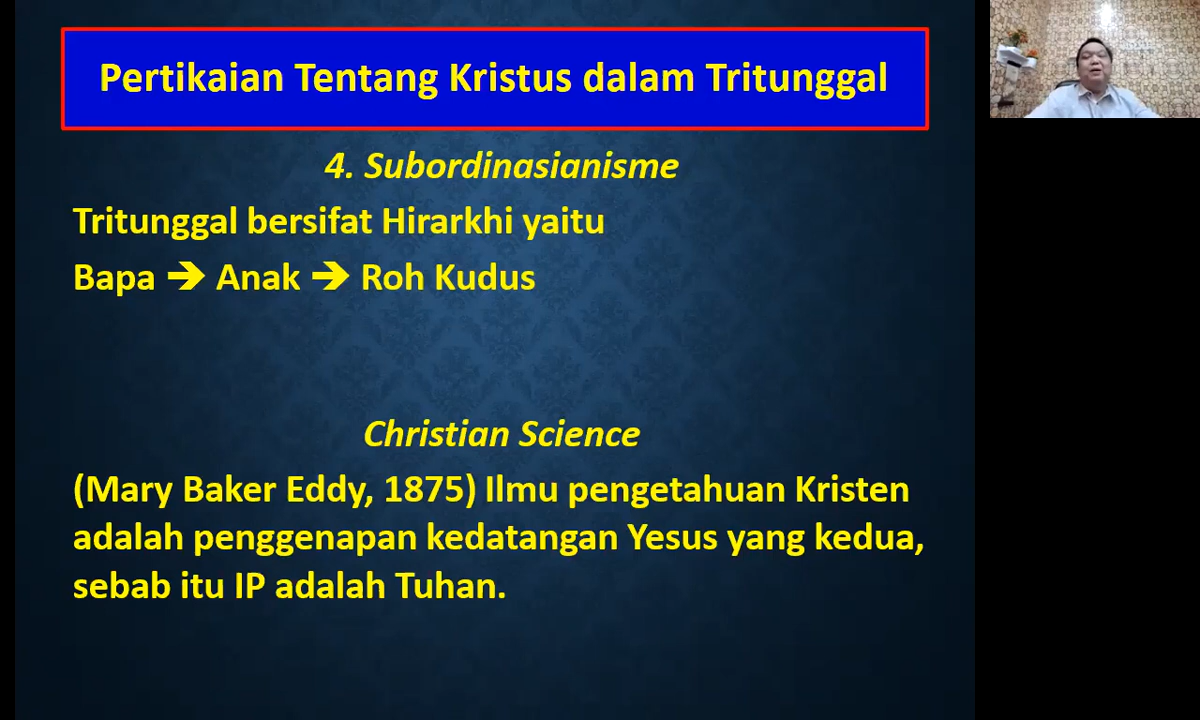 Pertikaian Tentang Kristus dalam Tritunggal
4. Subordinasianisme
Tritunggal bersifat Hirarkhi yaitu
Bapa ➔ Anak ➔ Roh Kudus
Christian Science
(Mary Baker Eddy, 1875) Ilmu pengetahuan Kristen
adalah penggenapan kedatangan Yesus yang kedua,
sebab itu IP adalah Tuhan.